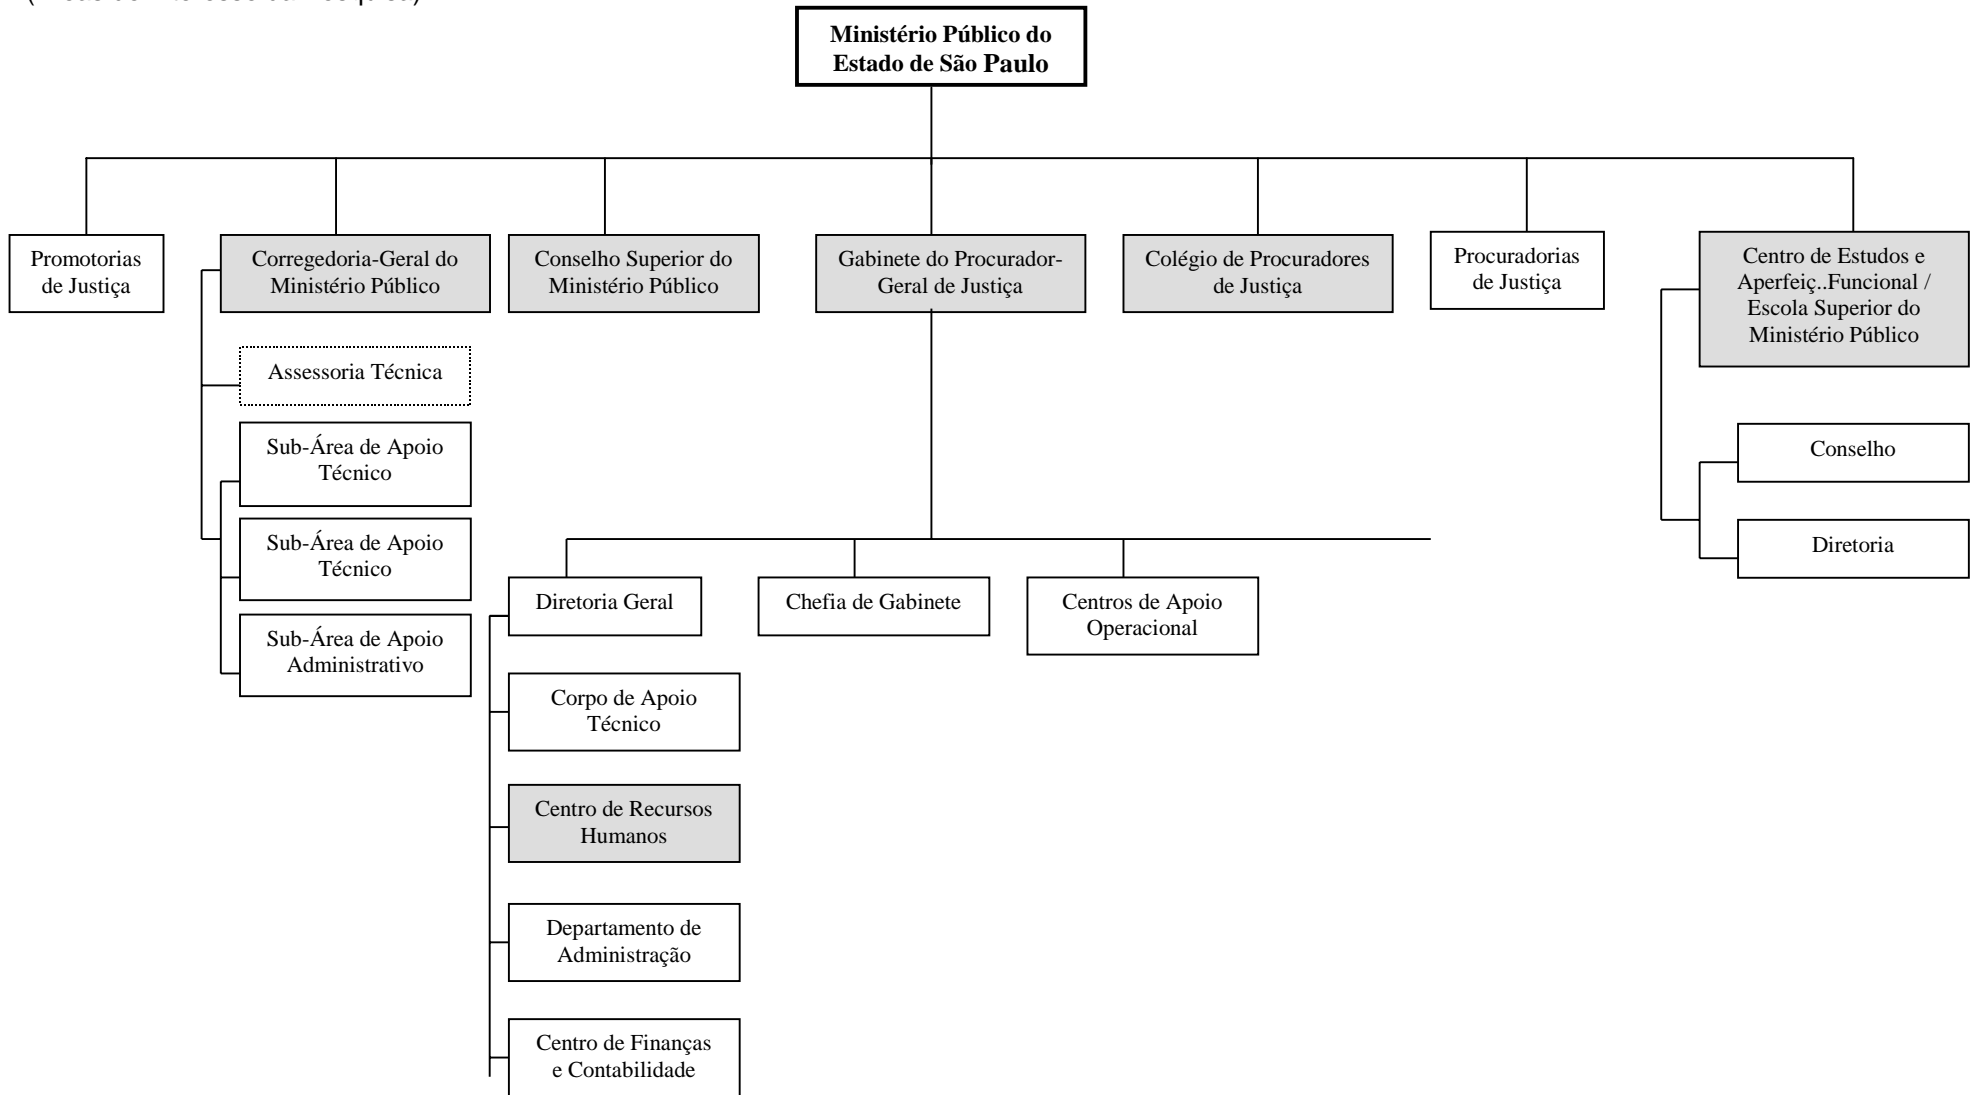 Ministério Público do
Estado de São Paulo
Promotorias
de Justiça
Corregedoria-Geral do
Ministério Público
Conselho Superior do
Ministério Público
Gabinete do Procurador-
Geral de Justiça
Colégio de Procuradores
de Justiça
Procuradorias
de Justiça
Centro de Estudos e
Aperfeiç..Funcional /
Escola Superior do
Ministério Público
Assessoria Técnica
Sub-Área de Apoio
Técnico
Sub-Área de Apoio
Técnico
Sub-Área de Apoio
Administrativo
Conselho
Diretoria
Diretoria Geral
Chefia de Gabinete
Centros de Apoio
Operacional
Corpo de Apoio
Técnico
Centro de Recursos
Humanos
Departamento de
Administração
Centro de Finanças
e Contabilidade